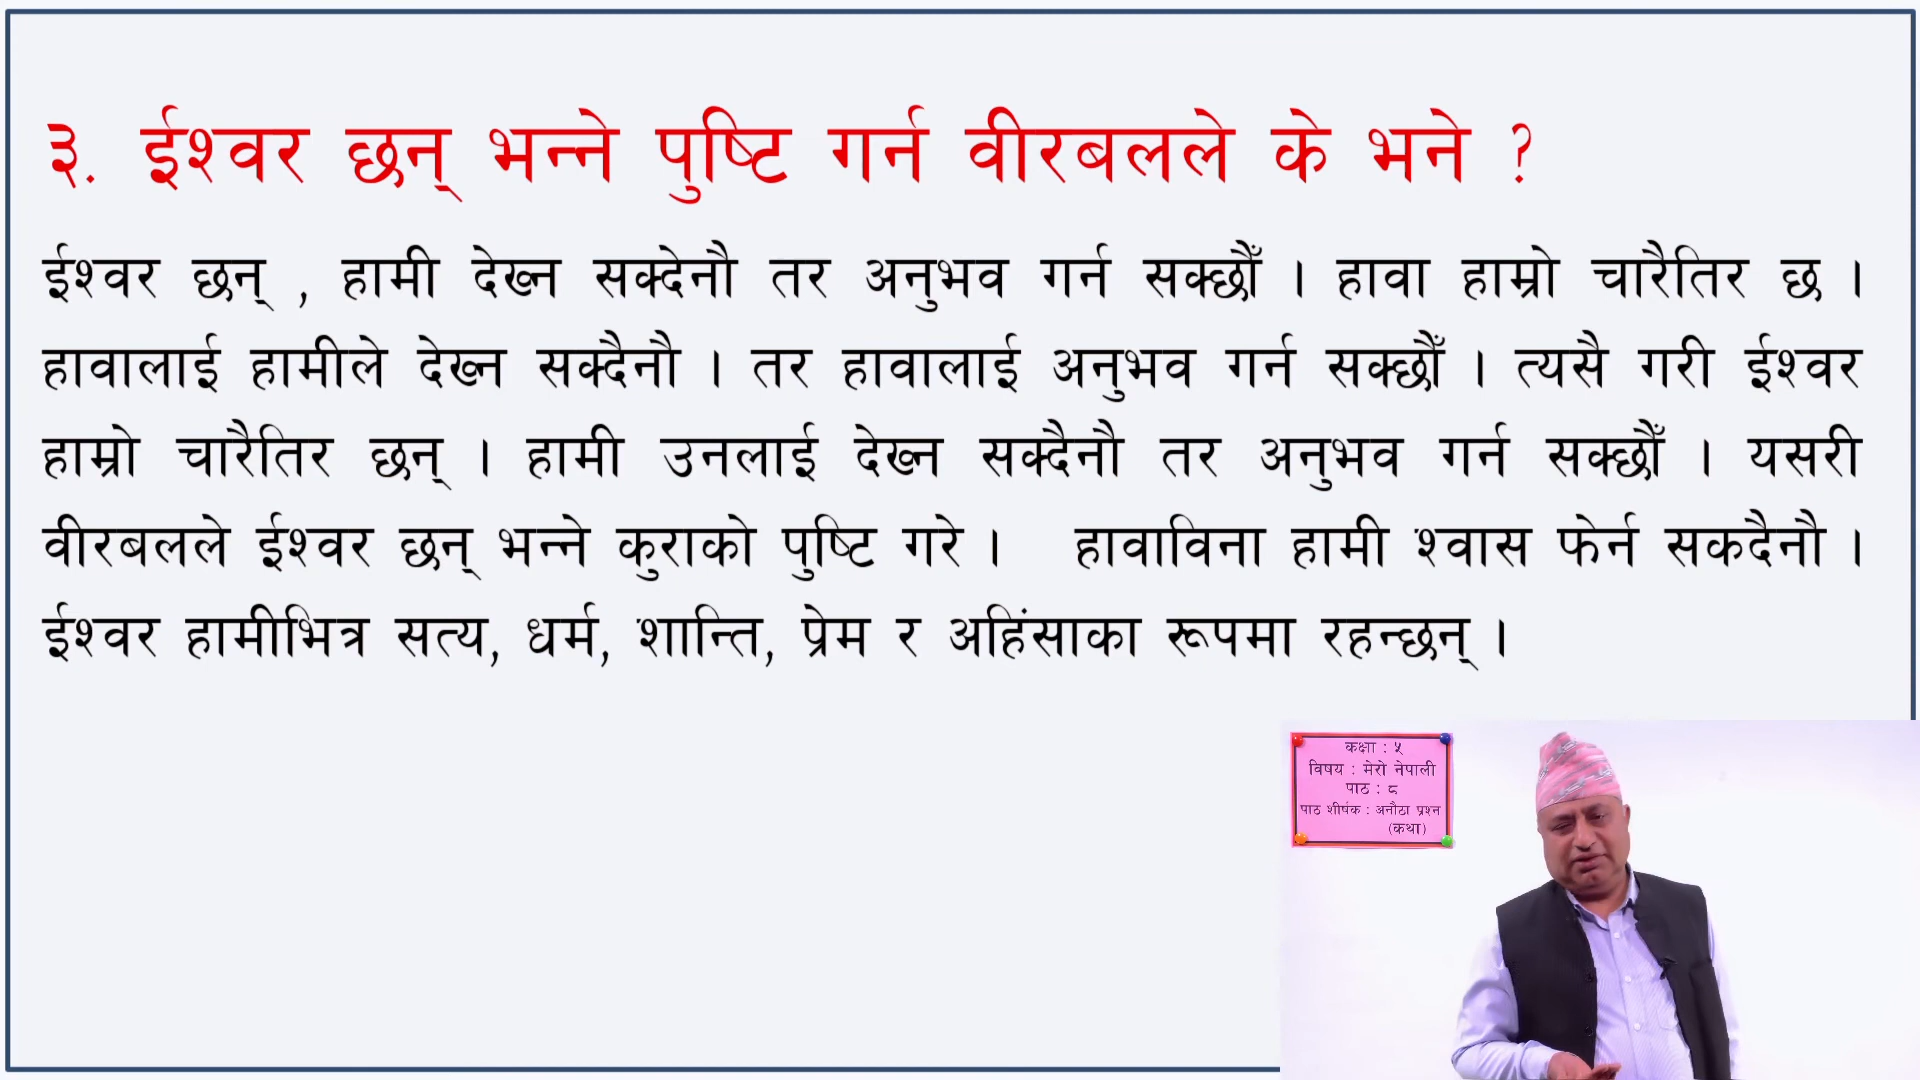 ३. ईश्वर छन् भन्ने पुष्टि गर्न वीरबलले के भने ?
ईश्वर छन् , हामी देख्न सक्देनौ तर अनुभव गर्न सक्छौँ । हावा हाम्रो चारैतिर छ ।
हावालाई हामीले देख्न सक्दैनौ । तर हावालाई अनुभव गर्न सक्छौँ । त्यसै गरी ईश्वर
हाम्रो चारैतिर छन् । हामी उनलाई देख्न सक्दैनौ तर अनुभव गर्न सक्छौँ । यसरी
वीरबलले ईश्वर छन् भन्ने कुराको पुष्टि गरे । हावाविना हामी श्वास फेर्न सकदैनौ ।
ईश्वर हामीभित्र सत्य, धर्म, शान्ति, प्रेम र अहिंसाका रूपमा रहन्छन् ।
कक्षा : ५
विषय : मेरो नेपाली
पाठ : ८
पाठ शीर्षक : अनौठा प्रश्न
(कथा)